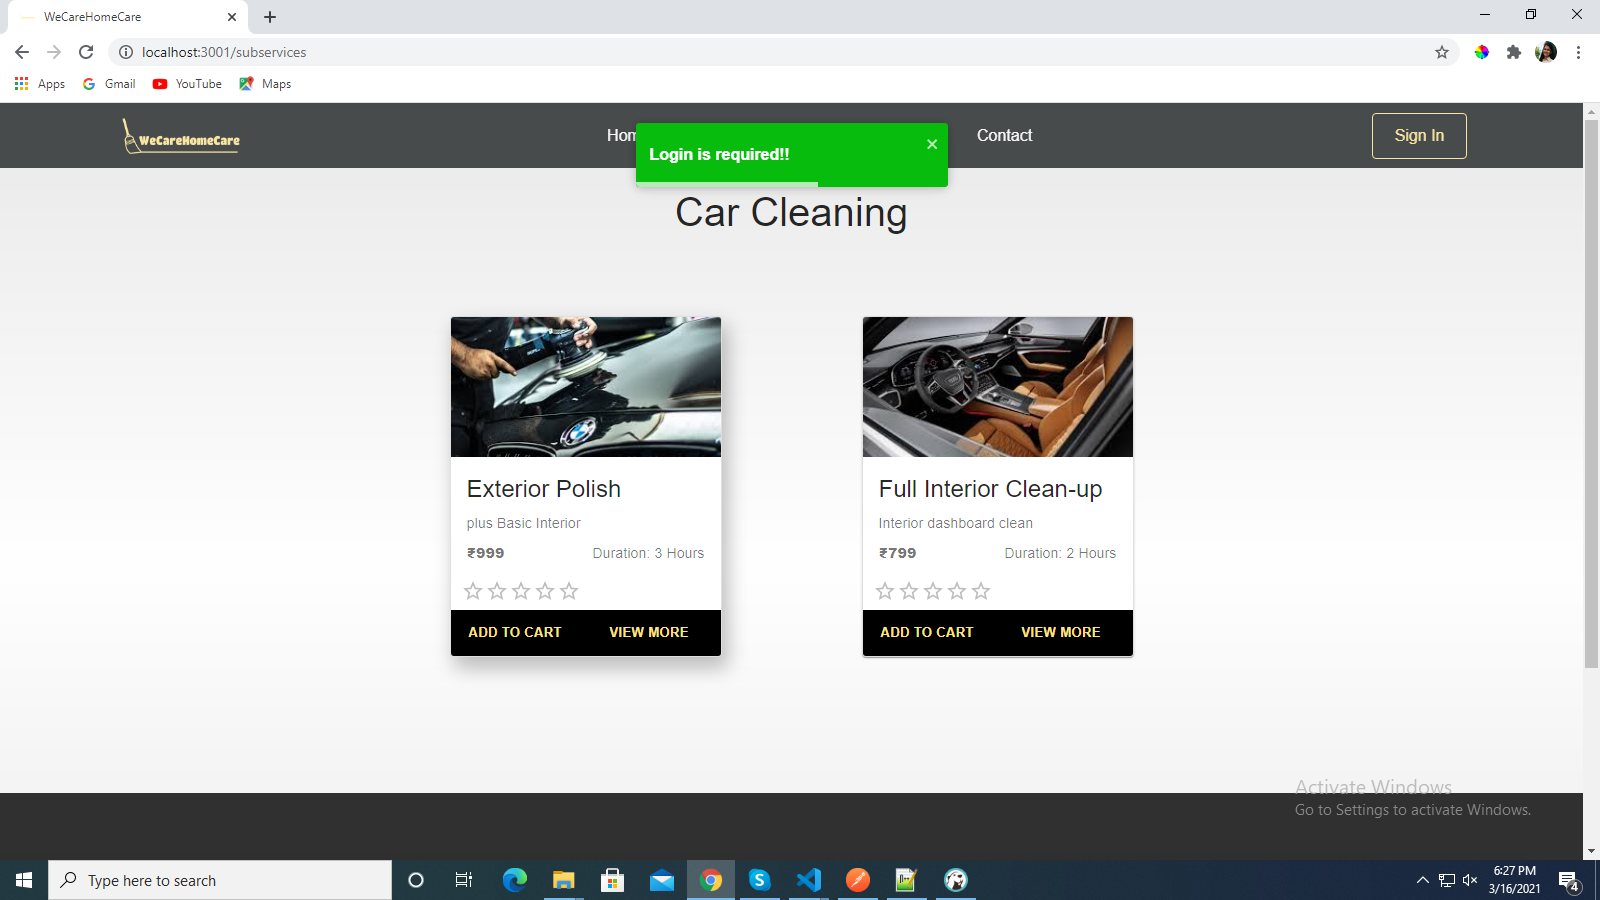 WeCareHomeCare
localhost:3001/subservices
Apps Gmail YouTube Maps
WeCareHomeCare
Contact
Sign In
Login is required!!
Car Cleaning
Exterior Polish
plus Basic Interior
₹999 Duration: 3 Hours
ADD TO CART VIEW MORE
Full Interior Clean-up
Interior dashboard clean
₹799 Duration: 2 Hours
ADD TO CART VIEW MORE
Activate Windows
Go to Settings to activate Windows.
Type here to search
6:27 PM
3/16/2021
4